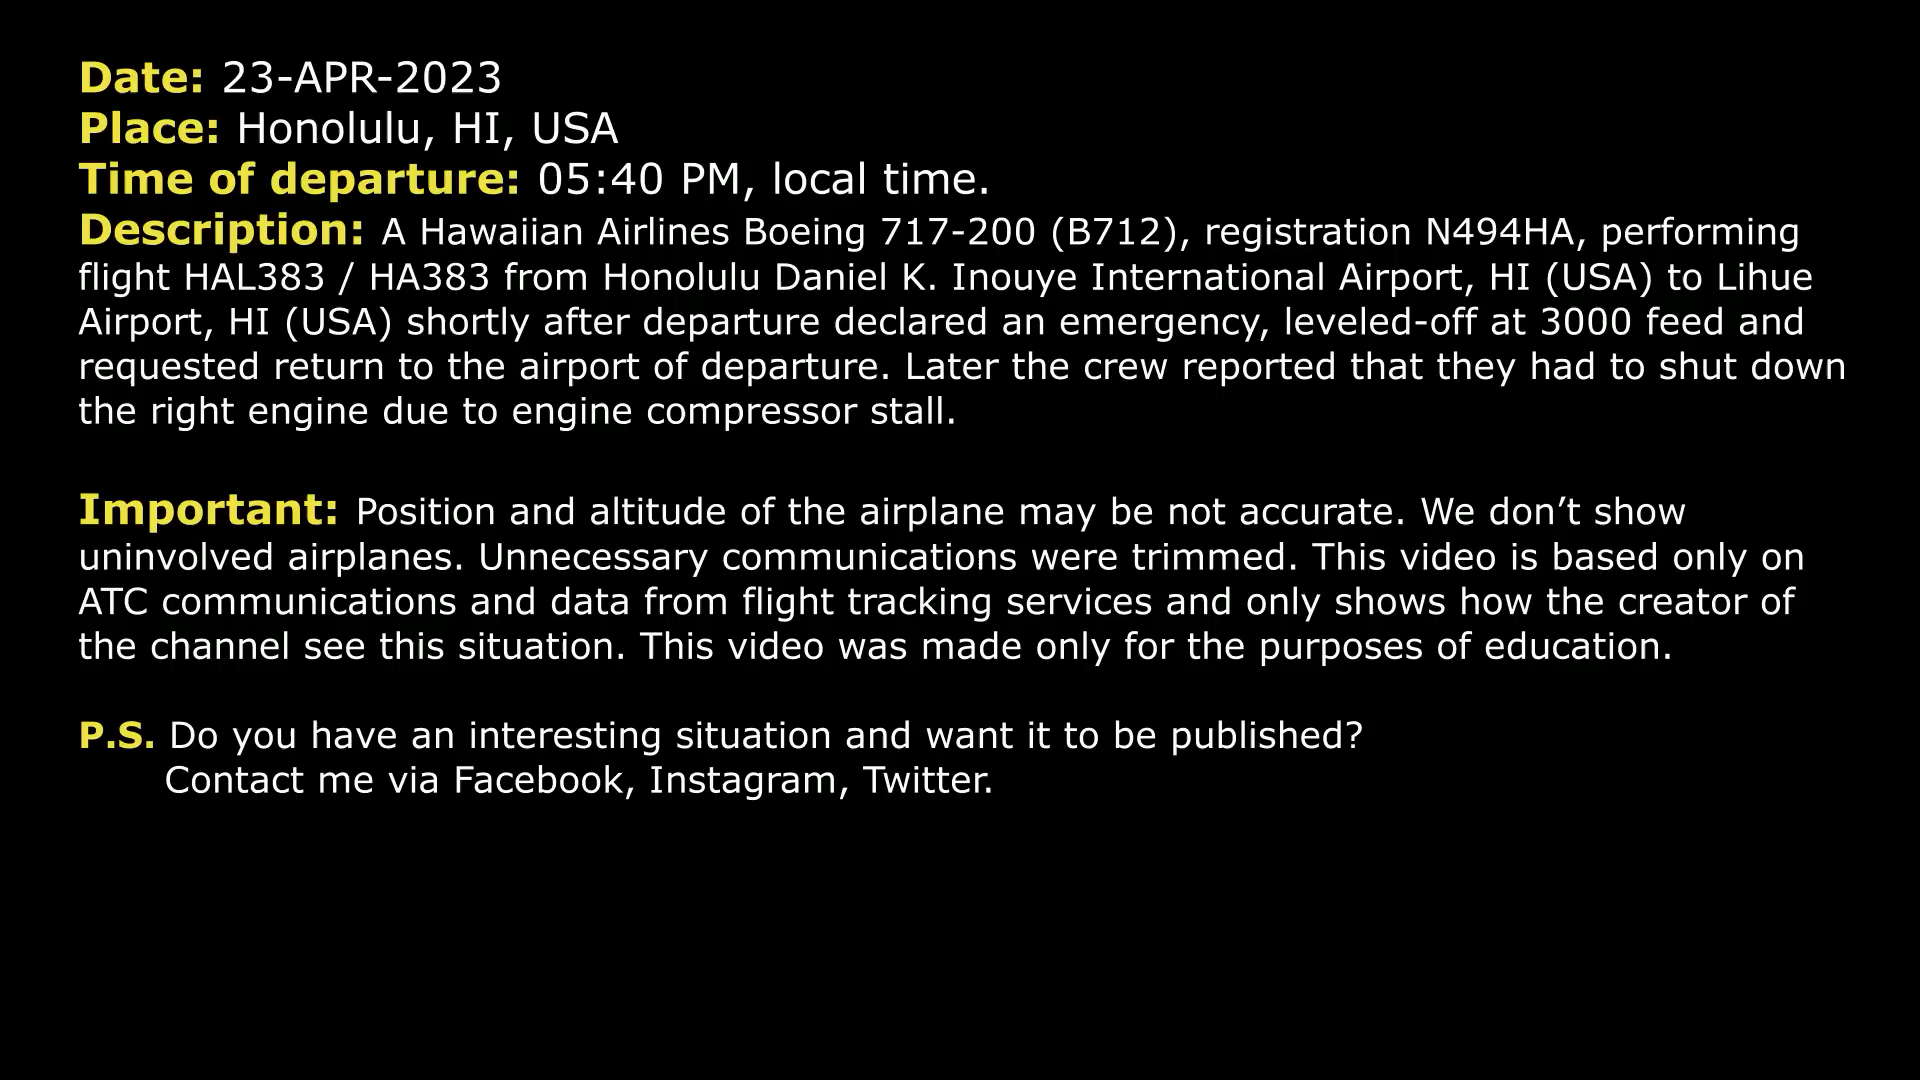 Date: 23-APR-2023
Place: Honolulu, HI, USA
Time of departure: 05:40 PM, local time.
Description: A Hawaiian Airlines Boeing 717-200 (B712), registration N494HA, performing
flight HAL383 / HA383 from Honolulu Daniel K. Inouye International Airport, HI (USA) to Lihue
Airport, HI (USA) shortly after departure declared an emergency, leveled-off at 3000 feed and
requested return to the airport of departure. Later the crew reported that they had to shut down
the right engine due to engine compressor stall.
Important: Position and altitude of the airplane may be not accurate. We don’t show
uninvolved airplanes. Unnecessary communications were trimmed. This video is based only on
ATC communications and data from flight tracking services and only shows how the creator of
the channel see this situation. This video was made only for the purposes of education.
P.S. Do you have an interesting situation and want it to be published?
Contact me via Facebook, Instagram, Twitter.